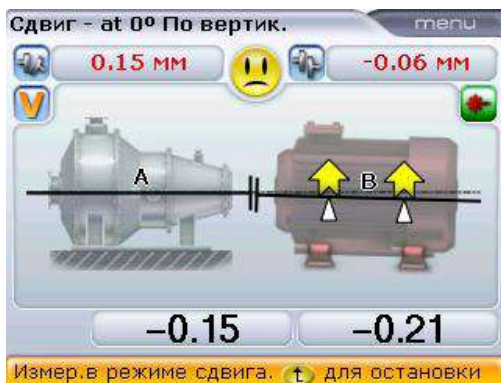 Сдвиг - at 0º По вертик. menu
0.15 мм -0.06 мм
V
A B
-0.15 -0.21
Измер.в режиме сдвига. t для остановки